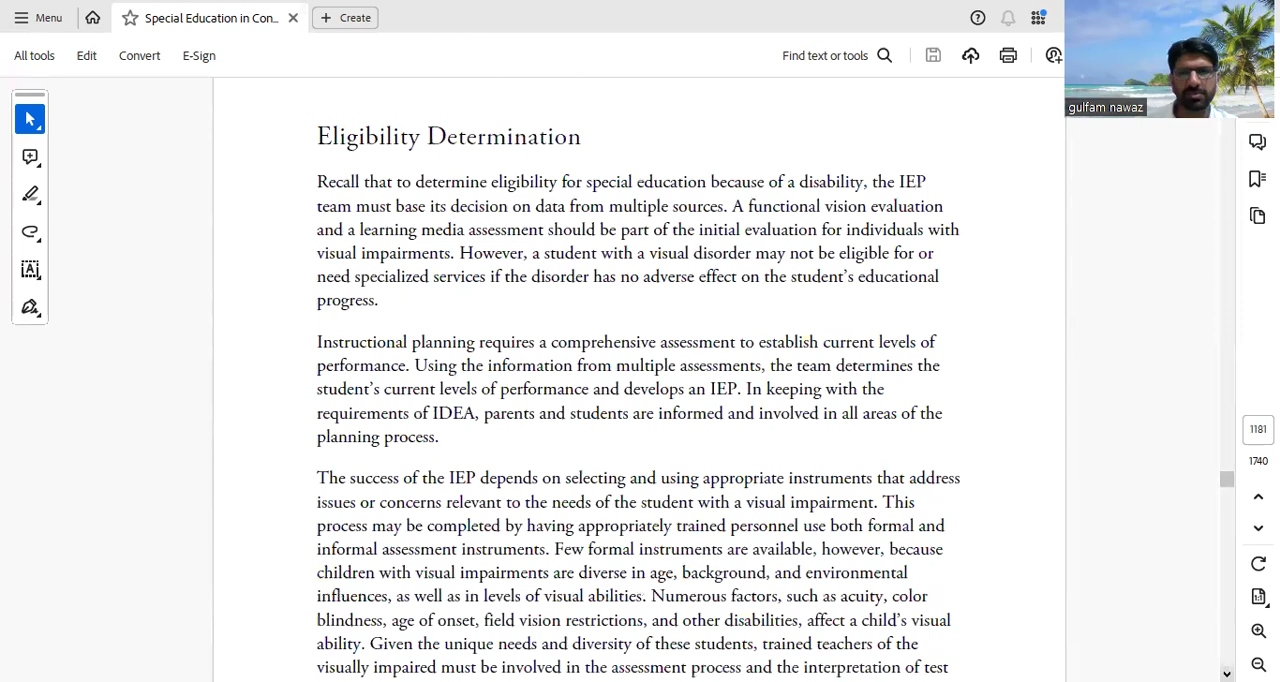 Menu
Special Education in Con...
Create
All tools
Edit
Convert
E-Sign
Find text or tools
gulfam nawaz
Eligibility Determination
Recall that to determine eligibility for special education because of a disability, the IEP
team must base its decision on data from multiple sources. A functional vision evaluation
and a learning media assessment should be part of the initial evaluation for individuals with
visual impairments. However, a student with a visual disorder may not be eligible for or
need specialized services if the disorder has no adverse effect on the student’s educational
progress.
Instructional planning requires a comprehensive assessment to establish current levels of
performance. Using the information from multiple assessments, the team determines the
student’s current levels of performance and develops an IEP. In keeping with the
requirements of IDEA, parents and students are informed and involved in all areas of the
planning process.
The success of the IEP depends on selecting and using appropriate instruments that address
issues or concerns relevant to the needs of the student with a visual impairment. This
process may be completed by having appropriately trained personnel use both formal and
informal assessment instruments. Few formal instruments are available, however, because
children with visual impairments are diverse in age, background, and environmental
influences, as well as in levels of visual abilities. Numerous factors, such as acuity, color
blindness, age of onset, field vision restrictions, and other disabilities, affect a child’s visual
ability. Given the unique needs and diversity of these students, trained teachers of the
visually impaired must be involved in the assessment process and the interpretation of test
1181
1740